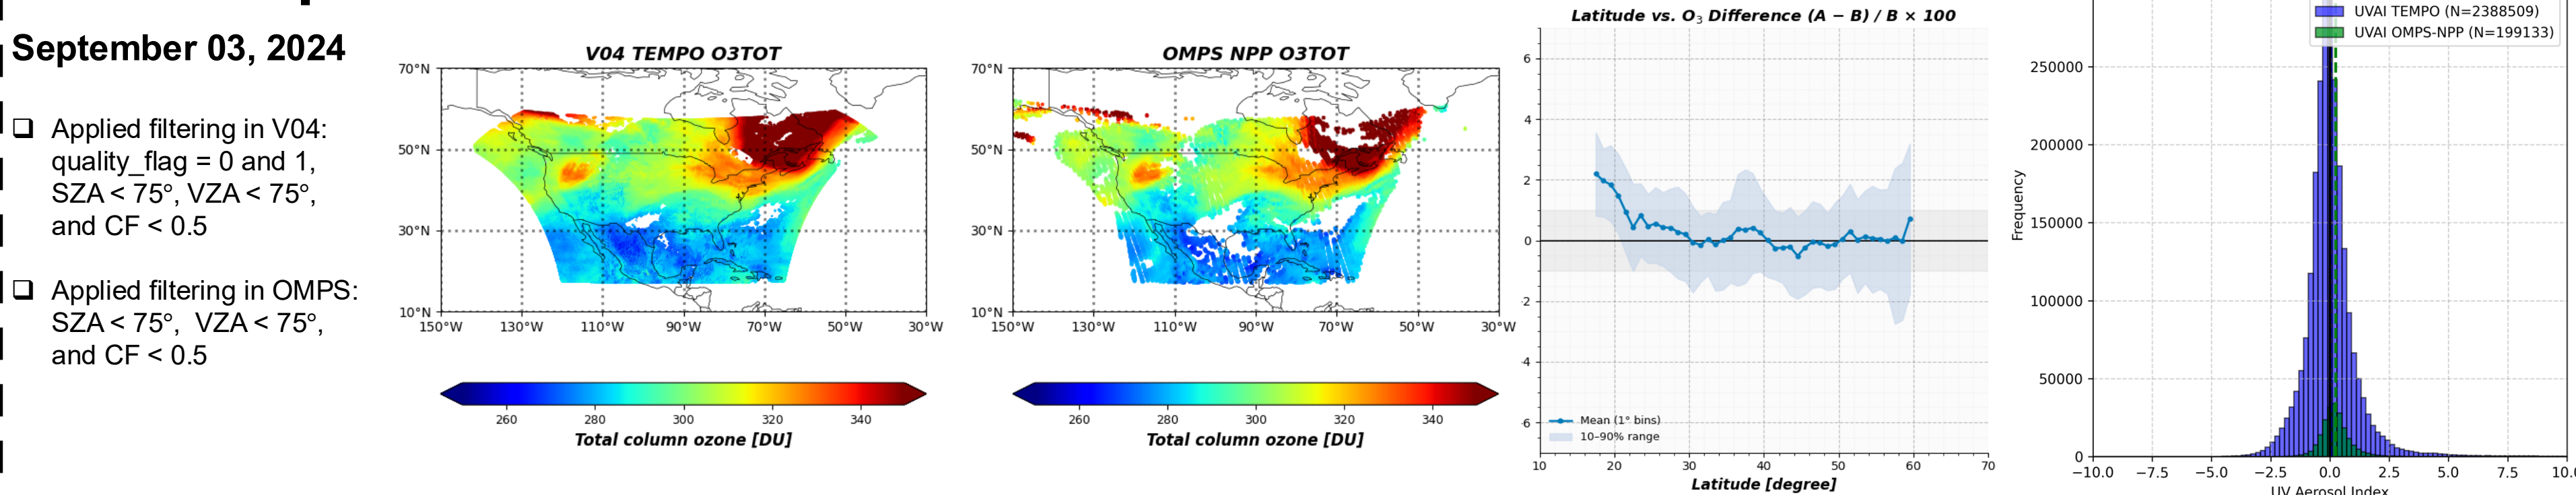 September 03, 2024
❑ Applied filtering in V04:
quality_flag = 0 and 1,
SZA < 75°, VZA < 75°,
and CF < 0.5
❑ Applied filtering in OMPS:
SZA < 75°, VZA < 75°,
and CF < 0.5
V04 TEMPO O3TOT
70°N
50°N
30°N
10°N
150°W 130°W 110°W 90°W 70°W 50°W 30°W
260 280 300 320 340
Total column ozone [DU]
OMPS NPP O3TOT
70°N
50°N
30°N
10°N
150°W 130°W 110°W 90°W 70°W 50°W 30°W
260 280 300 320 340
Total column ozone [DU]
Latitude vs. O₃ Difference (A − B) / B × 100
6
4
2
0
-2
-4
-6
Mean (1° bins)
10–90% range
10 20 30 40 50 60 70
Latitude [degree]
UVAI TEMPO (N=2388509)
UVAI OMPS-NPP (N=199133)
Frequency
250000
200000
150000
100000
50000
0
−10.0 −7.5 −5.0 −2.5 0.0 2.5 5.0 7.5 10.0
UV Aerosol Index